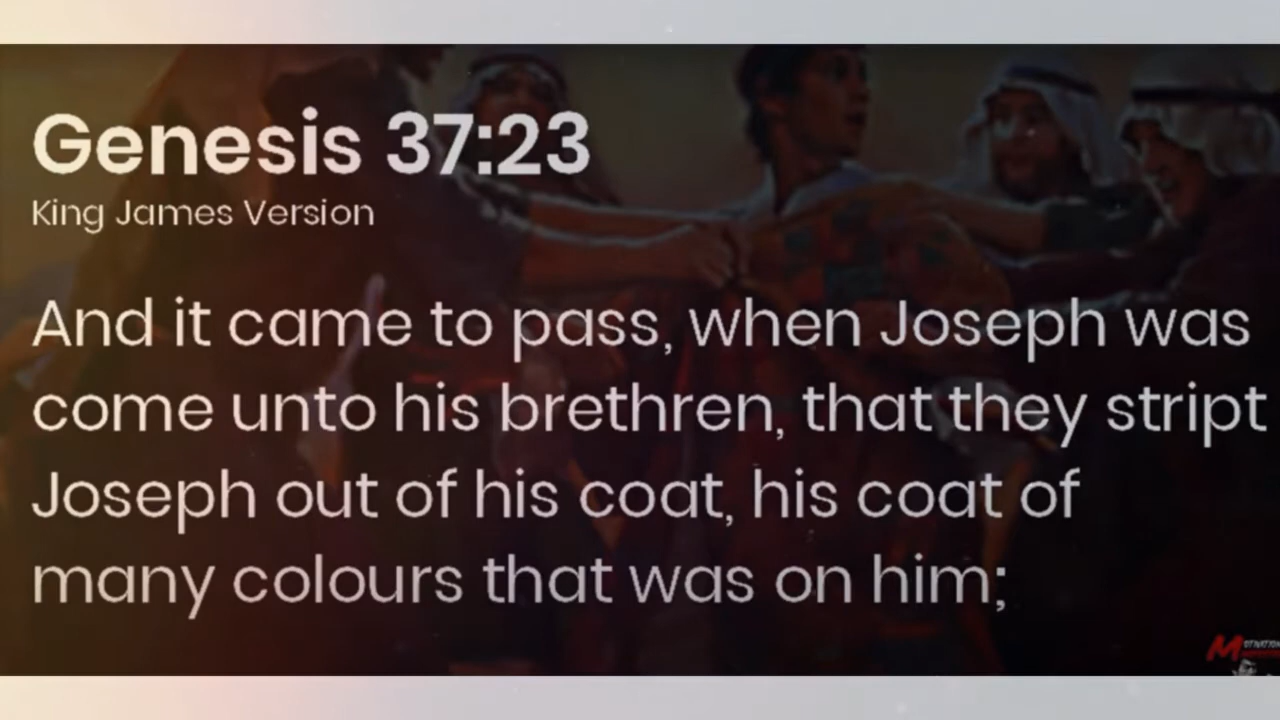 Genesis 37:23
King James Version
And it came to pass, when Joseph was
come unto his brethren, that they stript
Joseph out of his coat, his coat of
many colours that was on him;